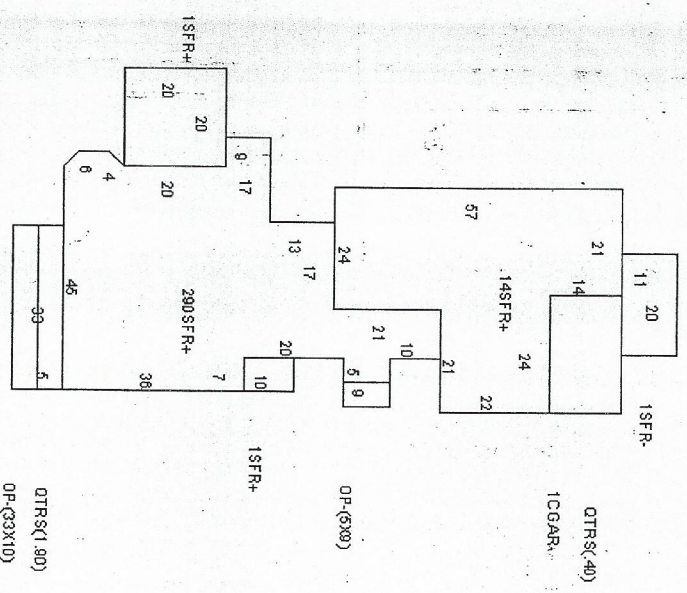 1SFR+
20
20
20
9
17
4
6
13
17
24
57
21
11
20
14
14SFR+
24
290SFR+
45
30
5
36
7
10
20
21
10
5
9
21
22
1SFR-
1SFR+
OP-(5X9)
QTRS(.40)
1CGAR
QTRS(1.90)
OP-(33X10)